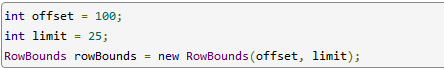 int offset = 100;
int limit = 25;
RowBounds rowBounds = new RowBounds(offset, limit);